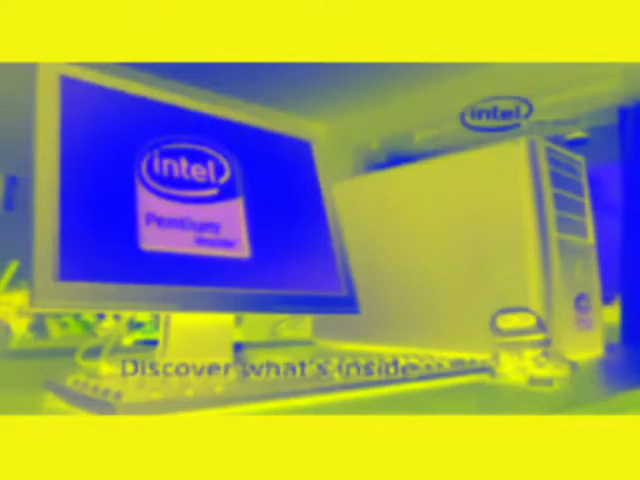 intel
intel
Pentium
inside
Discover what's inside